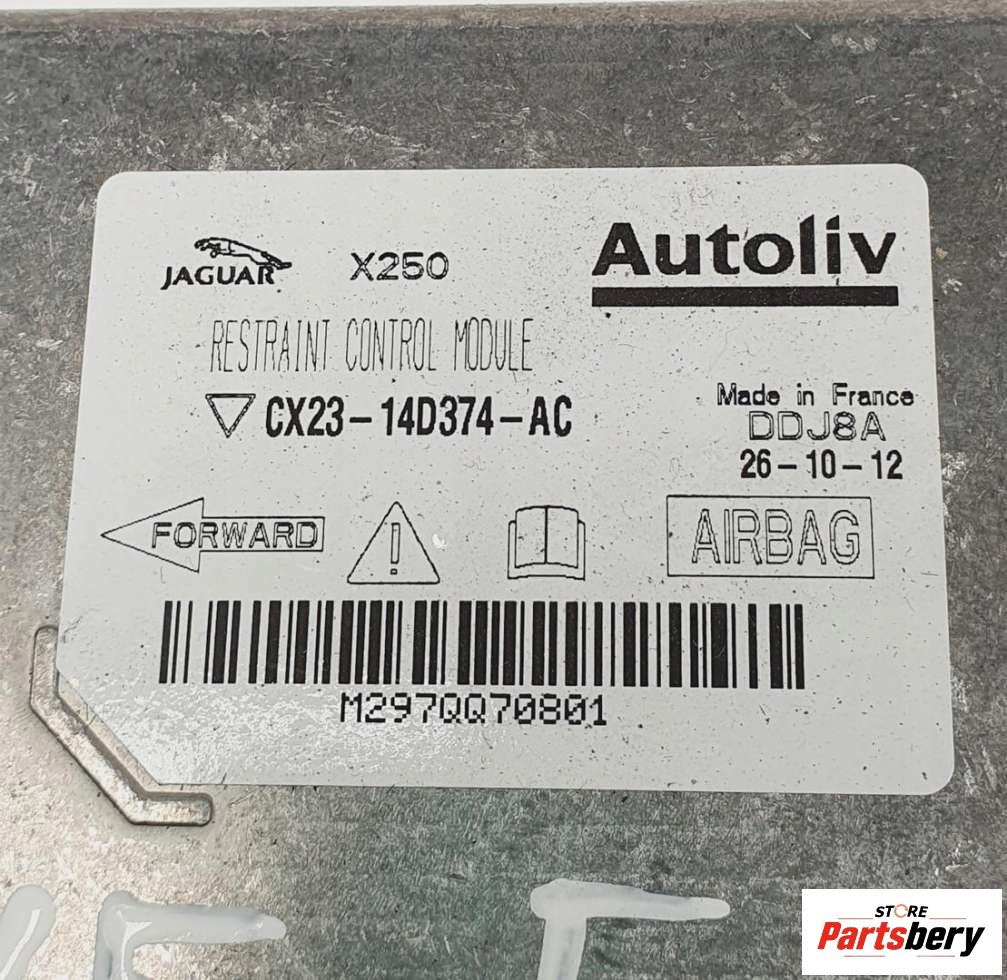 JAGUAR X250 Autoliv
RESTRAINT CONTROL MODULE
CX23-14D374-AC
Made in France
DDJ8A
26-10-12
FORWARD ! AIRBAG
M297QQ70801
STORE
Partsbery